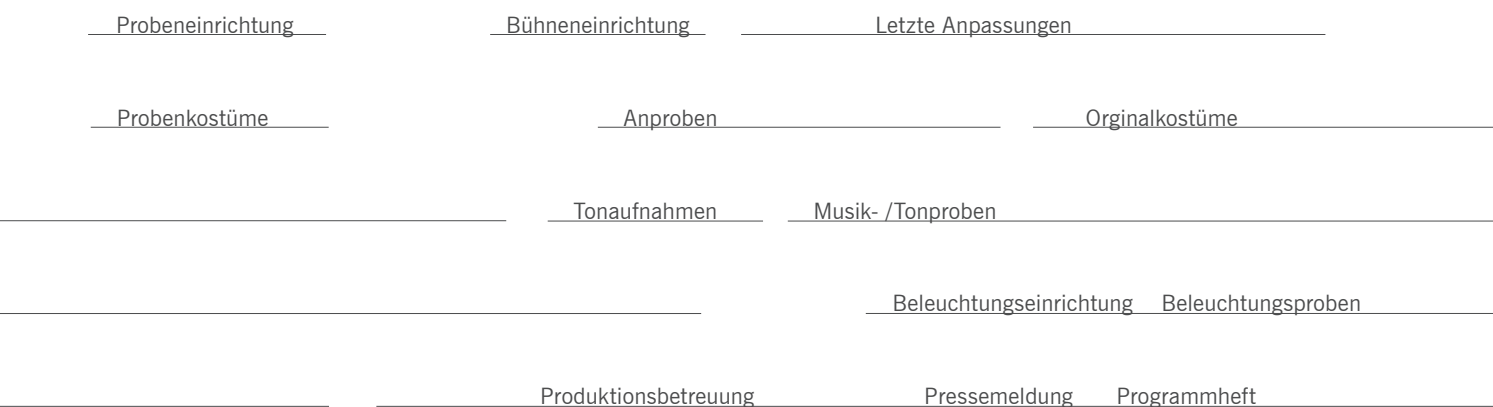 Probeneinrichtung Bühneneinrichtung Letzte Anpassungen
Probenkostüme Anproben Orginalkostüme
Tonaufnahmen Musik- /Tonproben
Beleuchtungseinrichtung Beleuchtungsproben
Produktionsbetreuung Pressemeldung Programmheft